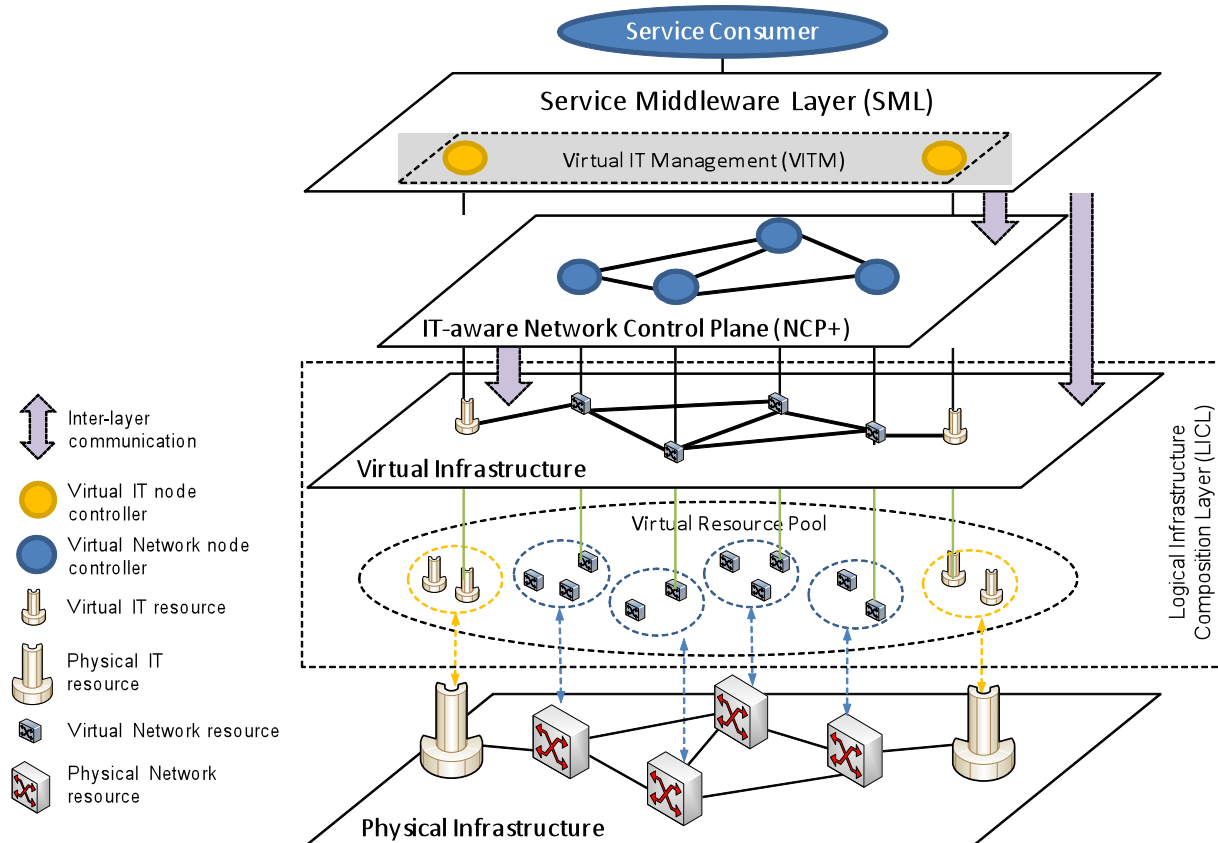 Service Consumer
Service Middleware Layer (SML)
Virtual IT Management (VITM)
IT-aware Network Control Plane (NCP+)
Virtual Infrastructure
Virtual Resource Pool
Logical Infrastructure
Composition Layer (LICL)
Physical Infrastructure
Inter-layer
communication
Virtual IT node
controller
Virtual Network node
controller
Virtual IT resource
Physical IT
resource
Virtual Network resource
Physical Network
resource